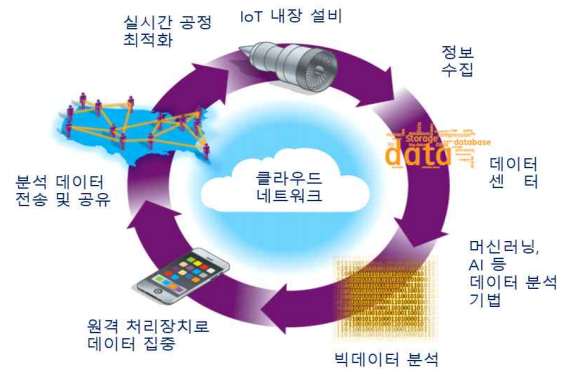 실시간 공정
최적화
IoT 내장 설비
정보
수집
Storage
database
data
데이터
센 터
클라우드
네트워크
분석 데이터
전송 및 공유
머신러닝,
AI 등
데이터 분석
기법
원격 처리장치로
데이터 집중
빅데이터 분석